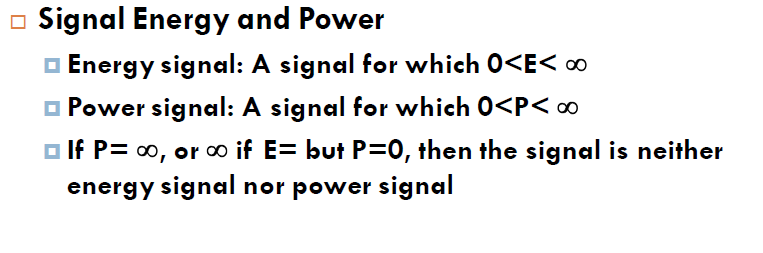 Signal Energy and Power
Energy signal: A signal for which 0<E< ∞
Power signal: A signal for which 0<P< ∞
If P= ∞, or ∞ if E= but P=0, then the signal is neither
energy signal nor power signal